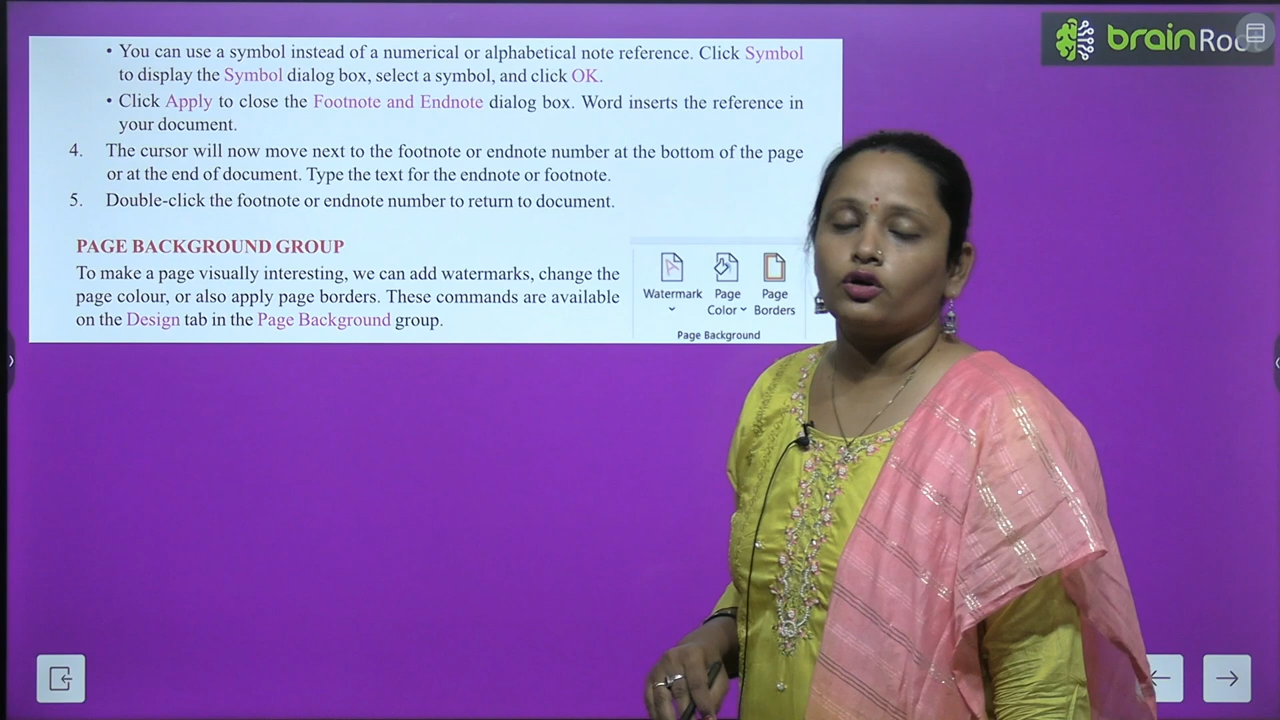 brainRoo
• You can use a symbol instead of a numerical or alphabetical note reference. Click Symbol
to display the Symbol dialog box, select a symbol, and click OK.
• Click Apply to close the Footnote and Endnote dialog box. Word inserts the reference in
your document.
4. The cursor will now move next to the footnote or endnote number at the bottom of the page
or at the end of document. Type the text for the endnote or footnote.
5. Double-click the footnote or endnote number to return to document.
PAGE BACKGROUND GROUP
To make a page visually interesting, we can add watermarks, change the
page colour, or also apply page borders. These commands are available
on the Design tab in the Page Background group.
Watermark
Page Color
Page Borders
Page Background